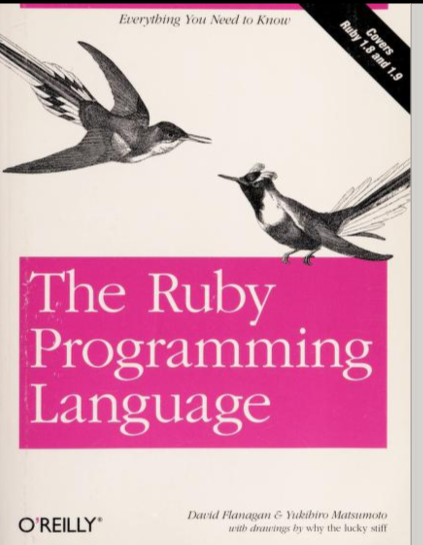 Everything You Need to Know
Covers
Ruby 1.8 and 1.9
The Ruby
Programming
Language
David Flanagan & Yukihiro Matsumoto
with drawings by why the lucky stiff
O'REILLY®